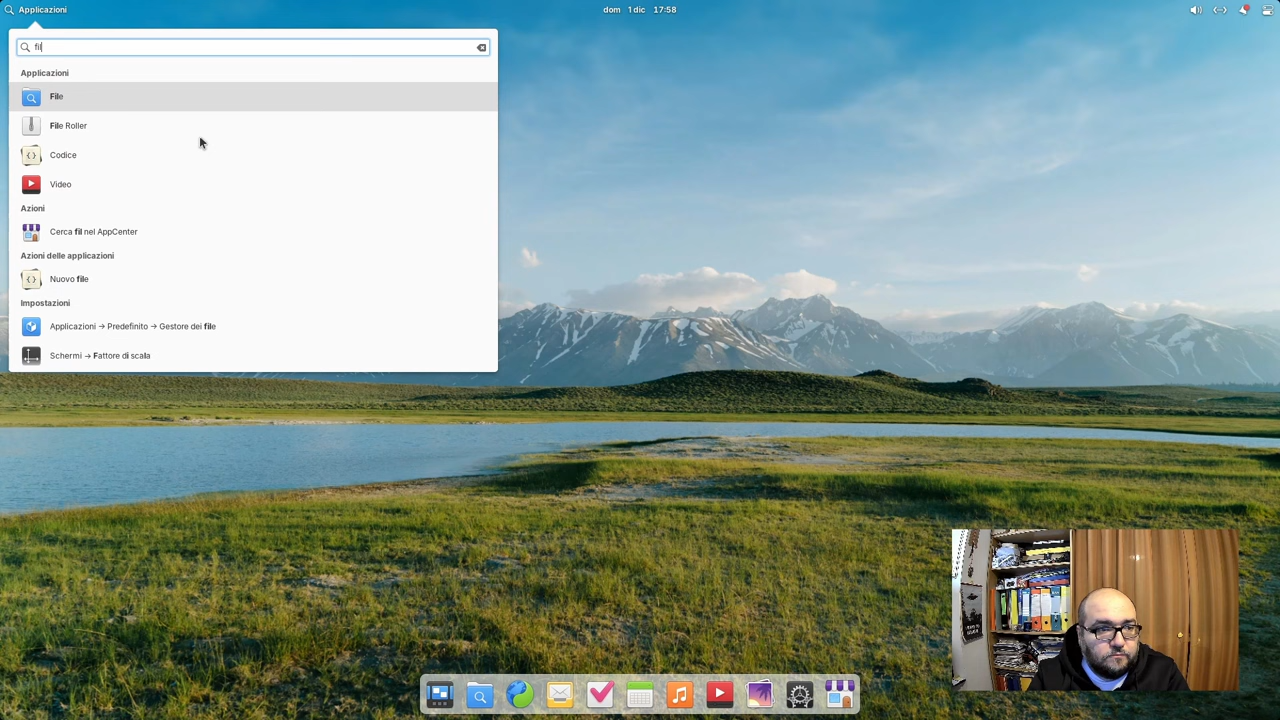 Applicazioni
dom 1 dic 17:58
fil
Applicazioni
File
File Roller
Codice
Video
Azioni
Cerca fil nel AppCenter
Azioni delle applicazioni
Nuovo file
Impostazioni
Applicazioni → Predefinito → Gestore dei file
Schermi → Fattore di scala